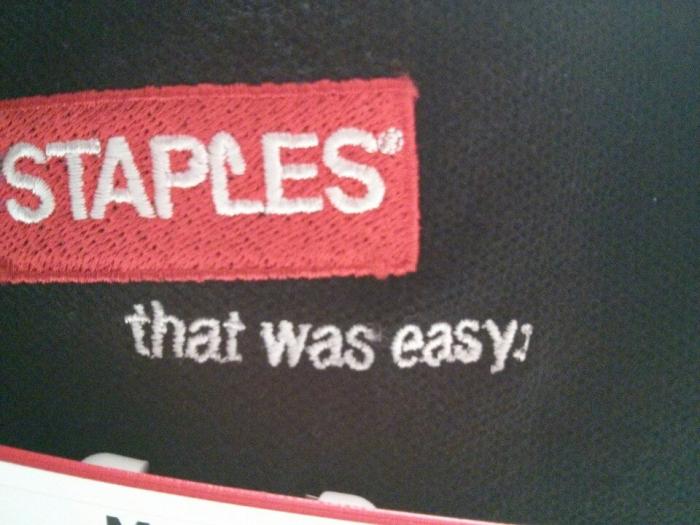 STAPLES®
that was easy.
M